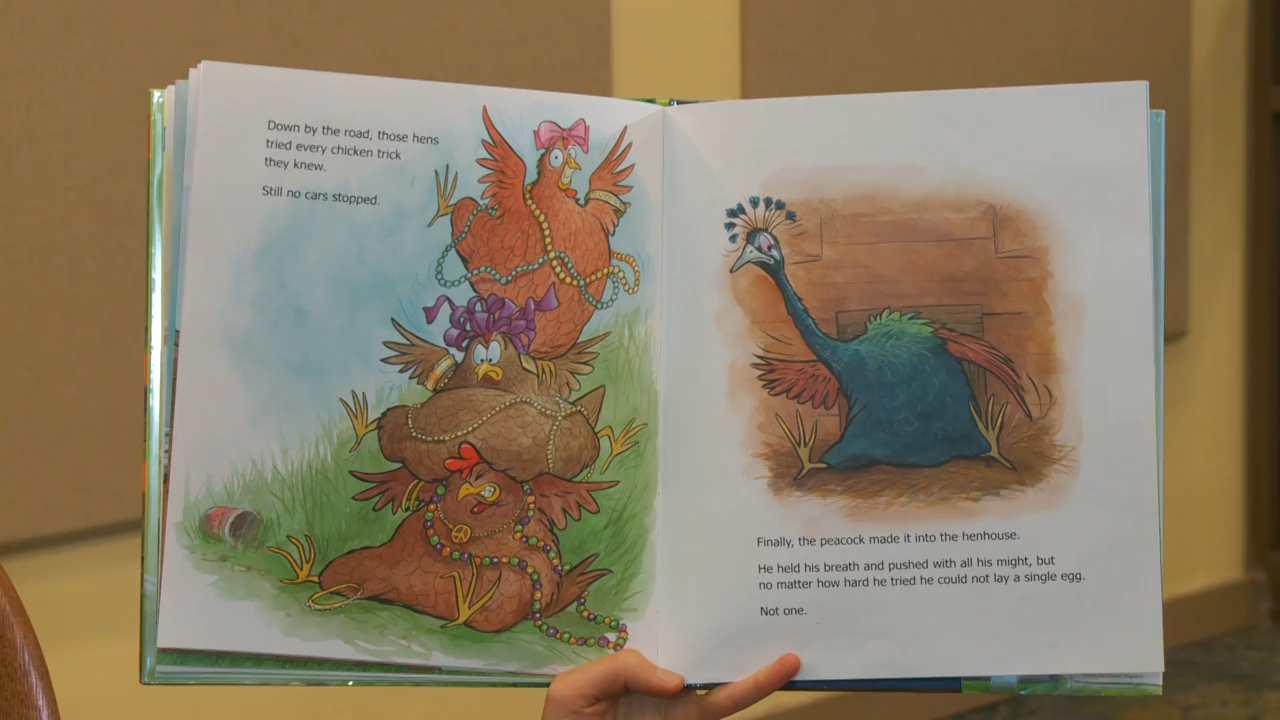 Down by the road, those hens
tried every chicken trick
they knew.
Still no cars stopped.
Finally, the peacock made it into the henhouse.
He held his breath and pushed with all his might, but
no matter how hard he tried he could not lay a single egg.
Not one.